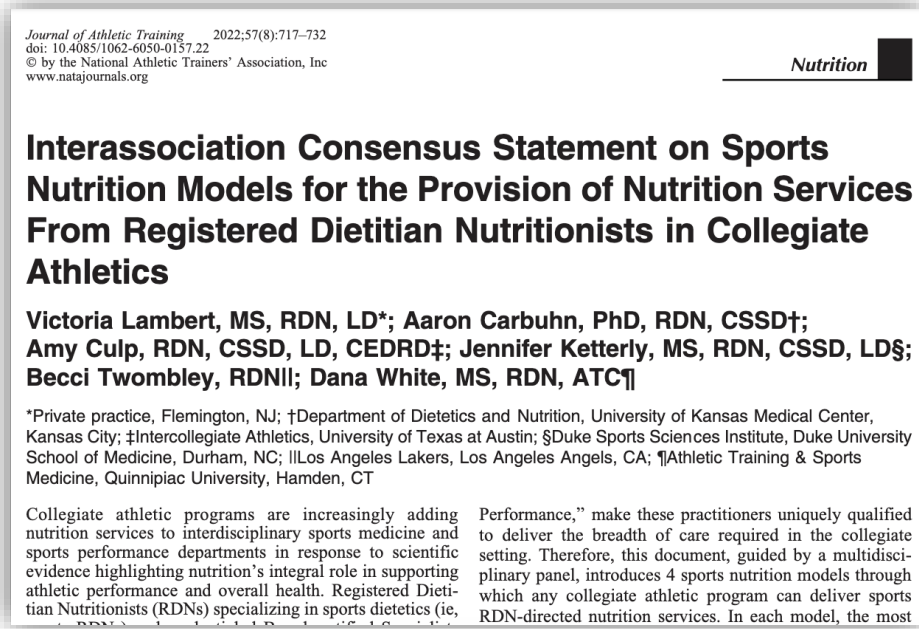 Journal of Athletic Training 2022;57(8):717–732
doi: 10.4085/1062-6050-0157.22
© by the National Athletic Trainers' Association, Inc
www.natajournals.org
Nutrition
Interassociation Consensus Statement on Sports
Nutrition Models for the Provision of Nutrition Services
From Registered Dietitian Nutritionists in Collegiate
Athletics
Victoria Lambert, MS, RDN, LD*; Aaron Carbuhn, PhD, RDN, CSSD†;
Amy Culp, RDN, CSSD, LD, CEDRD‡; Jennifer Ketterly, MS, RDN, CSSD, LD§;
Becci Twombley, RDN||; Dana White, MS, RDN, ATC¶
*Private practice, Flemington, NJ; †Department of Dietetics and Nutrition, University of Kansas Medical Center,
Kansas City; ‡Intercollegiate Athletics, University of Texas at Austin; §Duke Sports Sciences Institute, Duke University
School of Medicine, Durham, NC; ||Los Angeles Lakers, Los Angeles Angels, CA; ¶Athletic Training & Sports
Medicine, Quinnipiac University, Hamden, CT
Collegiate athletic programs are increasingly adding
nutrition services to interdisciplinary sports medicine and
sports performance departments in response to scientific
evidence highlighting nutrition's integral role in supporting
athletic performance and overall health. Registered Dieti-
tian Nutritionists (RDNs) specializing in sports dietetics (ie,
Performance,” make these practitioners uniquely qualified
to deliver the breadth of care required in the collegiate
setting. Therefore, this document, guided by a multidisci-
plinary panel, introduces 4 sports nutrition models through
which any collegiate athletic program can deliver sports
RDN-directed nutrition services. In each model, the most